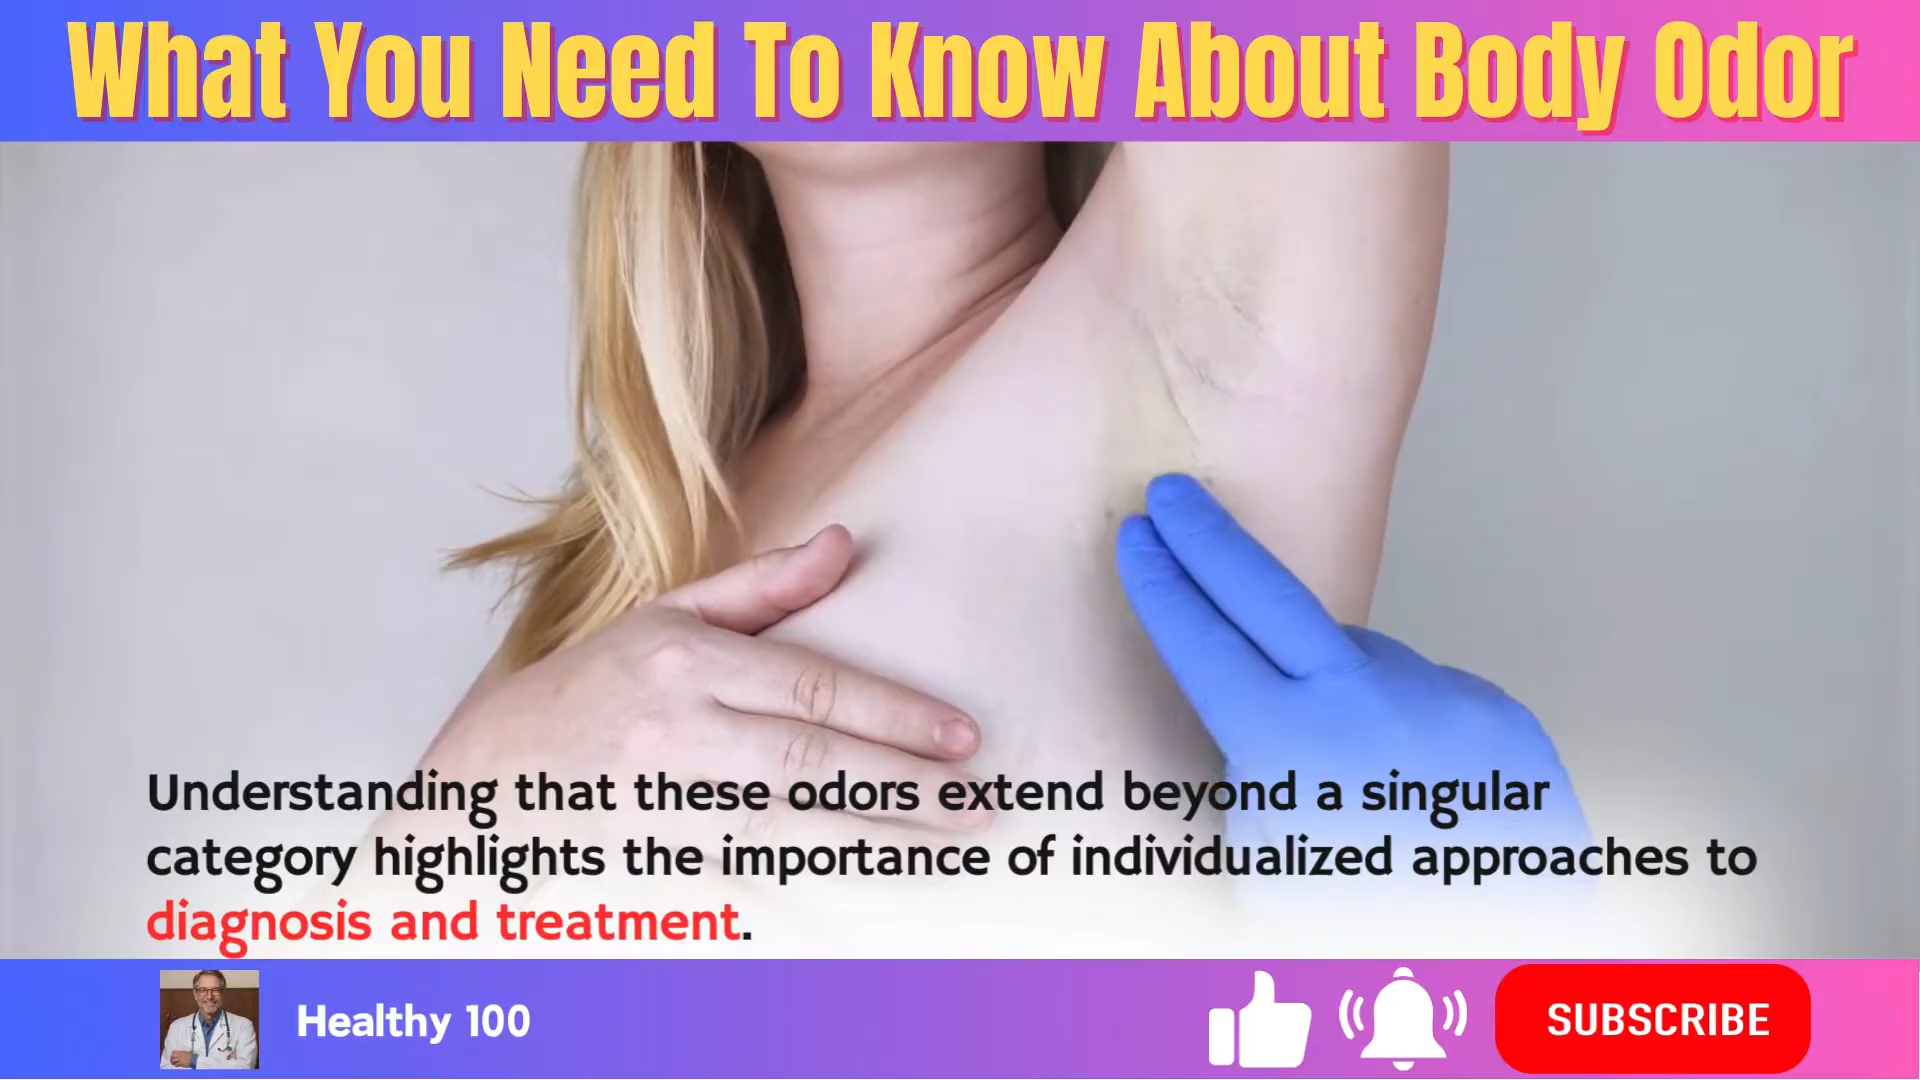 What You Need To Know About Body Odor
Understanding that these odors extend beyond a singular
category highlights the importance of individualized approaches to
diagnosis and treatment.
Healthy 100
SUBSCRIBE